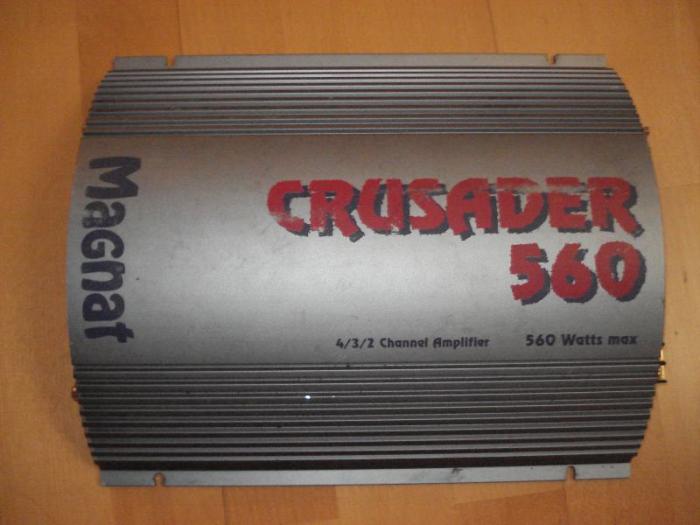 Magnat
CRUSADER
560
4/3/2 Channel Amplifier 560 Watts max